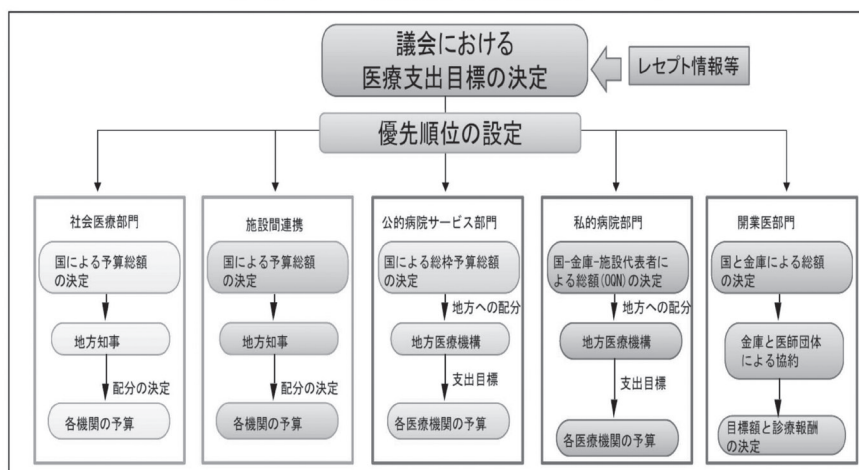 議会における
医療支出目標の決定
レセプト情報等
優先順位の設定
社会医療部門
国による予算総額
の決定
地方知事
配分の決定
各機関の予算
施設間連携
国による予算総額
の決定
地方知事
配分の決定
各機関の予算
公的病院サービス部門
国による総枠予算総額
の決定
地方への配分
地方医療機構
支出目標
各医療機関の予算
私的病院部門
国-金庫-施設代表者に
よる総額(OQN)の決定
地方への配分
地方医療機構
支出目標
各医療機関の予算
開業医部門
国と金庫による総額
の決定
金庫と医師団体
による協約
目標額と診療報酬
の決定